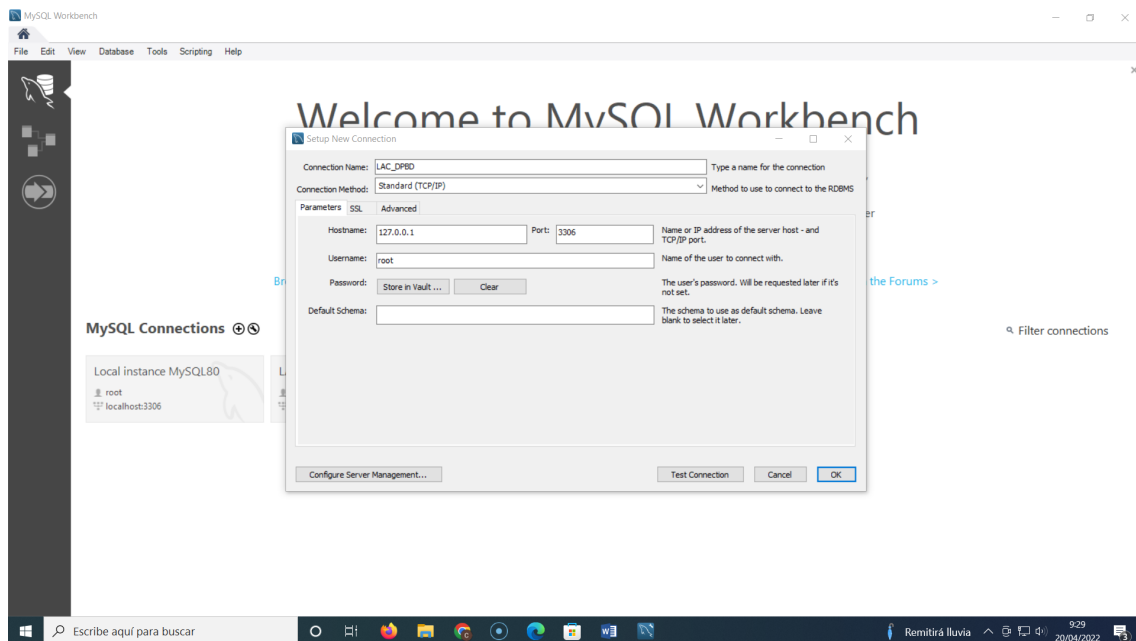 MySQL Workbench
File Edit View Database Tools Scripting Help
Welcome to MySQL Workbench
Setup New Connection
Connection Name: LAC_DPBD Type a name for the connection
Connection Method: Standard (TCP/IP) Method to use to connect to the RDBMS
Parameters SSL Advanced
Hostname: 127.0.0.1 Port: 3306 Name or IP address of the server host - and
TCP/IP port.
Username: root Name of the user to connect with.
Password: Store in Vault ... Clear The user's password. Will be requested later if it's
not set.
the Forums >
Default Schema: The schema to use as default schema. Leave
blank to select it later.
MySQL Connections
Filter connections
Local instance MySQL80
root
localhost:3306
Configure Server Management... Test Connection Cancel OK
Escribe aquí para buscar
Remitirá lluvia
9:29
20/04/2022
3